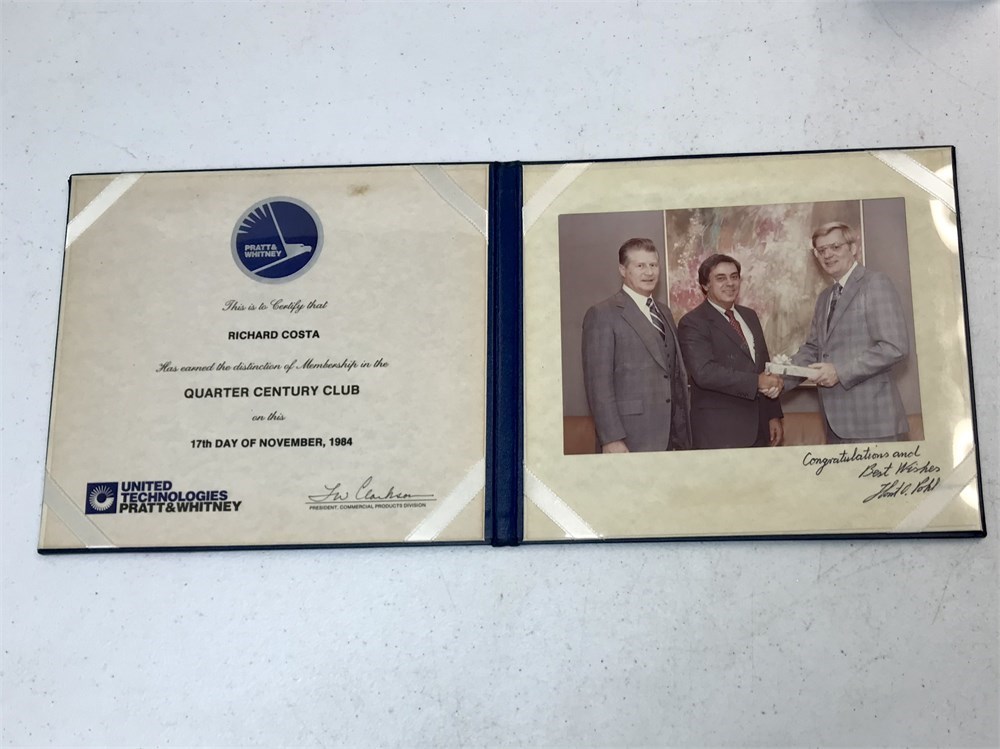 PRATT&
WHITNEY
This is to Certify that
RICHARD COSTA
Has earned the distinction of Membership in the
QUARTER CENTURY CLUB
on this
17th DAY OF NOVEMBER, 1984
UNITED
TECHNOLOGIES
PRATT&WHITNEY
PRESIDENT, COMMERCIAL PRODUCTS DIVISION
Congratulations and
Best Wishes